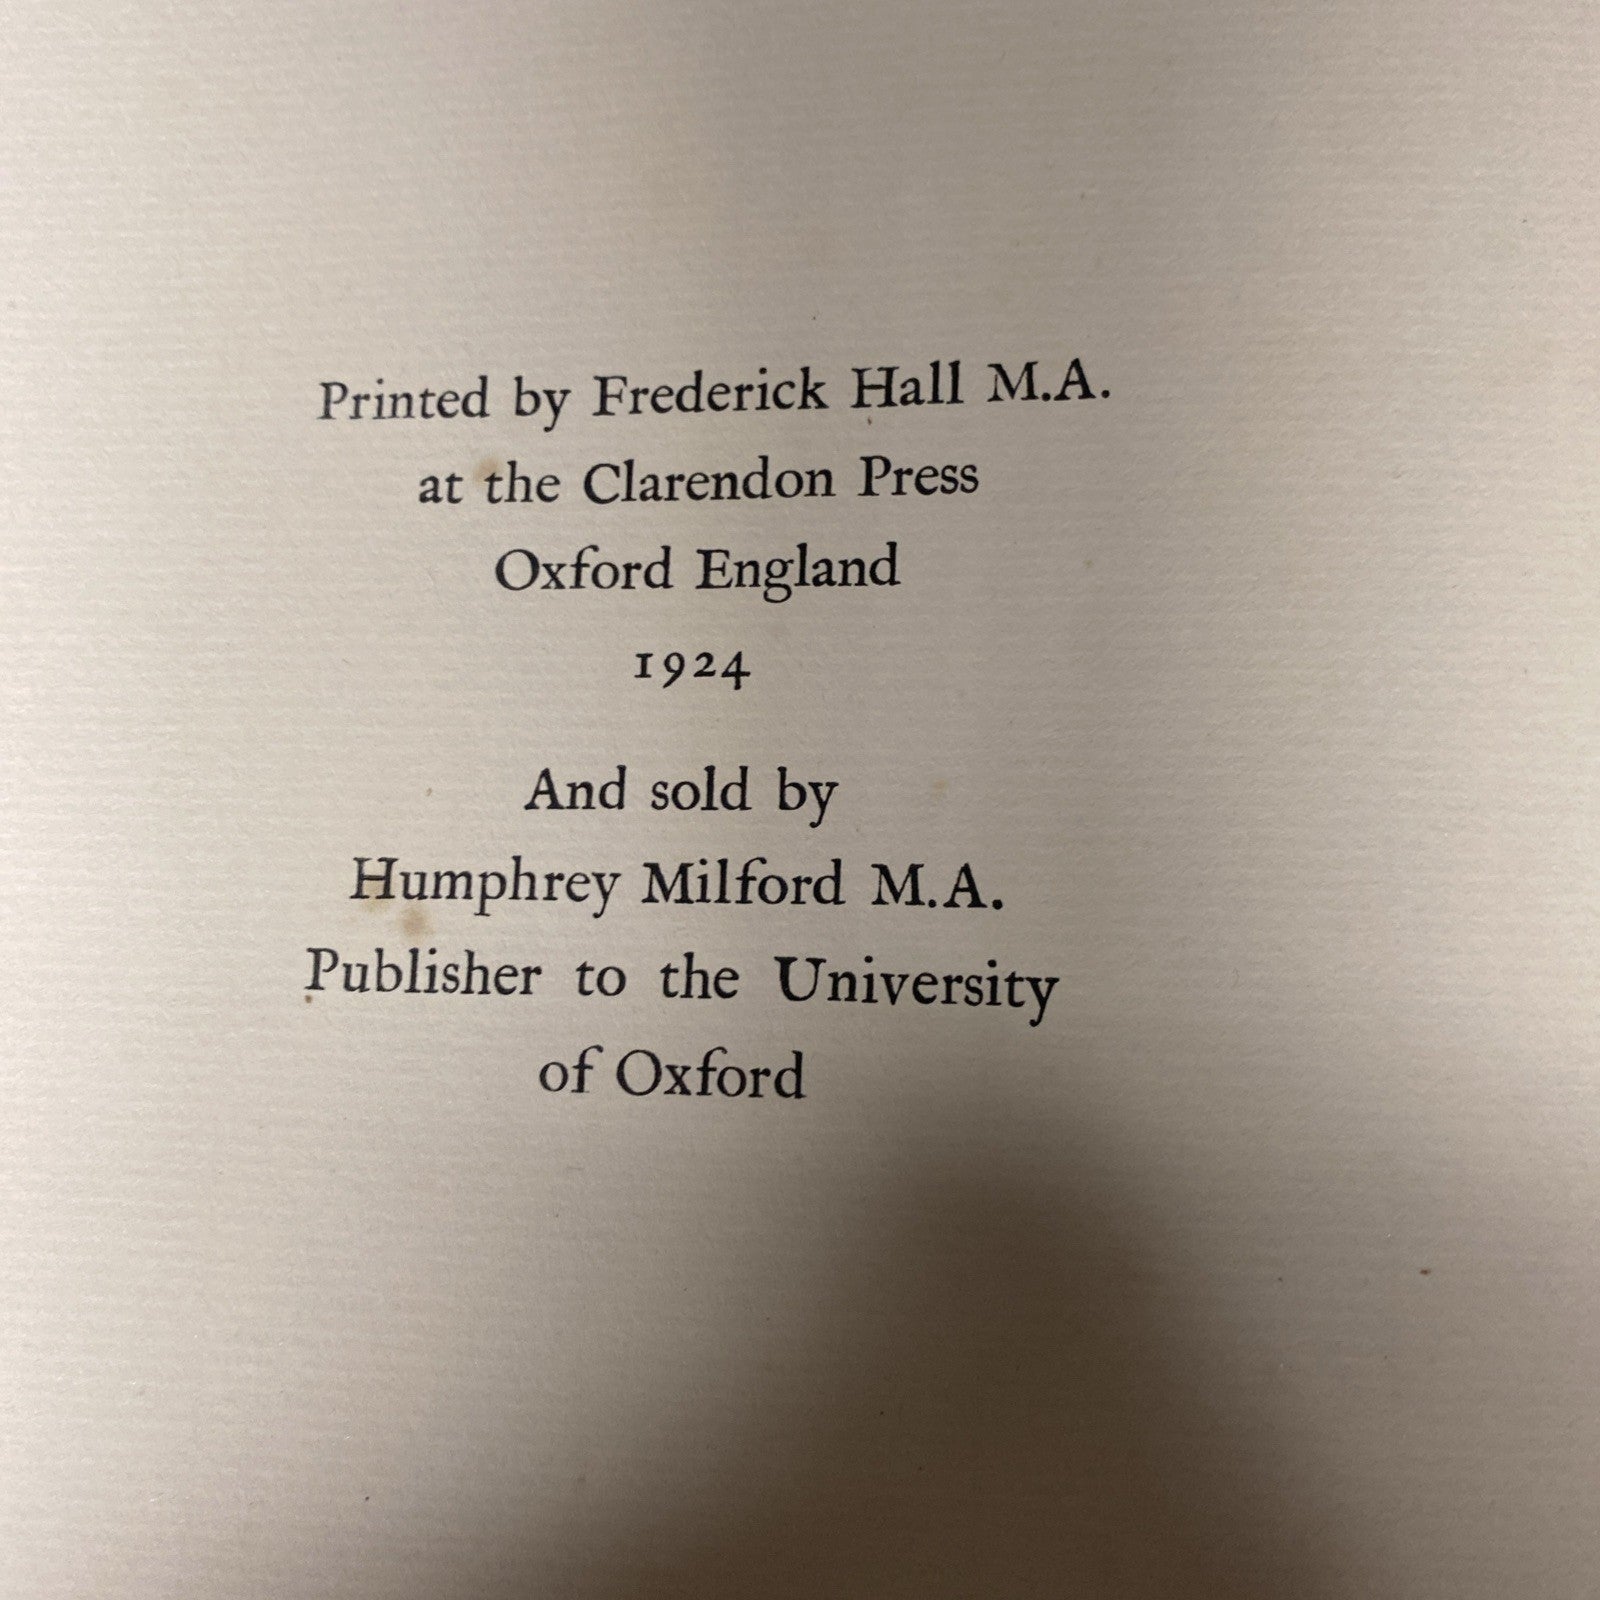 Printed by Frederick Hall M.A.
at the Clarendon Press
Oxford England
1924
And sold by
Humphrey Milford M.A.
Publisher to the University
of Oxford